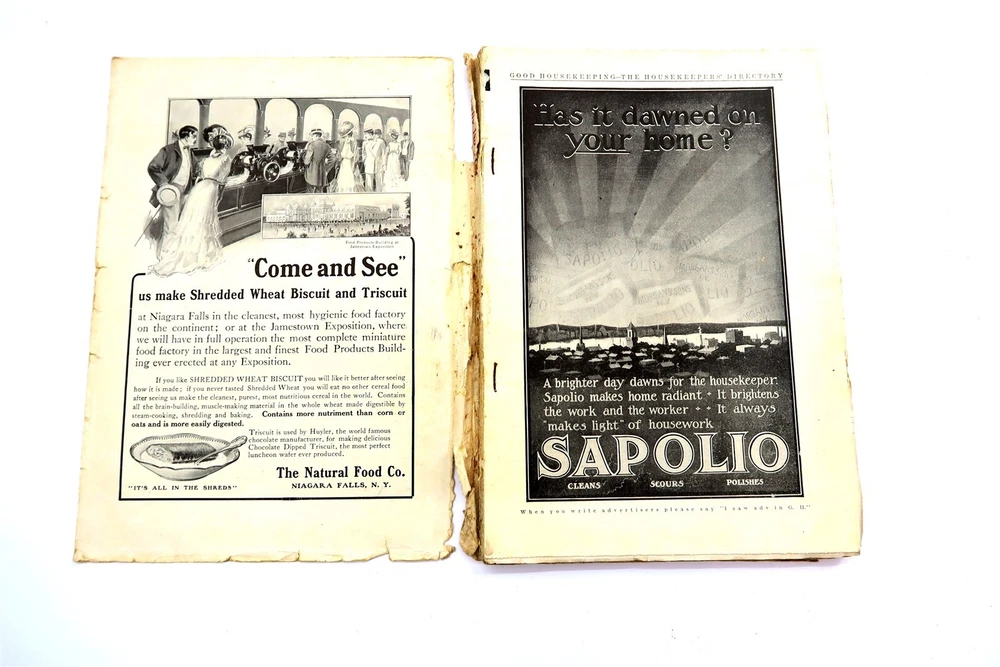 Food Products Building at
Jamestown Exposition
"Come and See"
us make Shredded Wheat Biscuit and Triscuit
at Niagara Falls in the cleanest, most hygienic food factory
on the continent; or at the Jamestown Exposition, where
we will have in full operation the most complete miniature
food factory in the largest and finest Food Products Build-
ing ever erected at any Exposition.
If you like SHREDDED WHEAT BISCUIT you will like it better after seeing
how it is made; if you never tasted Shredded Wheat you will eat no other cereal food
after seeing us make the cleanest, purest, most nutritious cereal in the world. Contains
all the brain-building, muscle-making material in the whole wheat made digestible by
steam-cooking, shredding and baking. Contains more nutriment than corn or
oats and is more easily digested.
Triscuit is used by Huyler, the world famous
chocolate manufacturer, for making delicious
Chocolate Dipped Triscuit, the most perfect
luncheon wafer ever produced.
"IT'S ALL IN THE SHREDS"
The Natural Food Co.
NIAGARA FALLS, N. Y.
GOOD HOUSEKEEPING—THE HOUSEKEEPERS' DIRECTORY
Has it dawned on
your home?
SAPOLIO
OLIO
LIO
A brighter day dawns for the housekeeper.
Sapolio makes home radiant + It brightens
the work and the worker + + It always
"makes light" of housework
SAPOLIO
CLEANS SCOURS POLISHES
When you write advertisers please say "I saw adv in G. H."